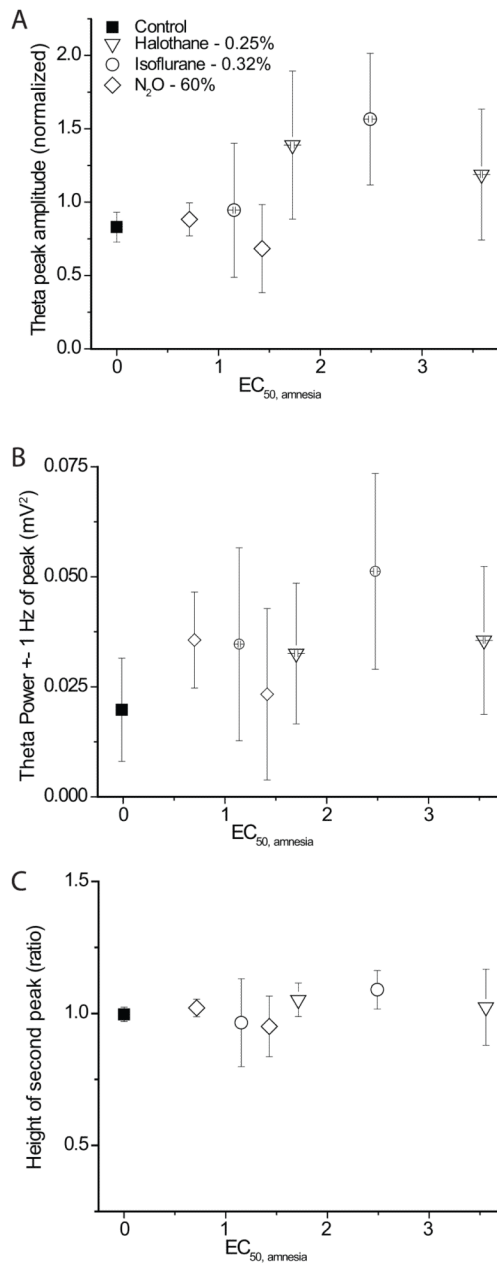 A
Control
Halothane - 0.25%
Isoflurane - 0.32%
N₂O - 60%
Theta peak amplitude (normalized)
2.0
1.5
1.0
0.5
0.0
0 1 2 3
EC₅₀, amnesia
B
Theta Power +- 1 Hz of peak (mV²)
0.075
0.050
0.025
0.000
0 1 2 3
EC₅₀, amnesia
C
Height of second peak (ratio)
1.5
1.0
0.5
0 1 2 3
EC₅₀, amnesia